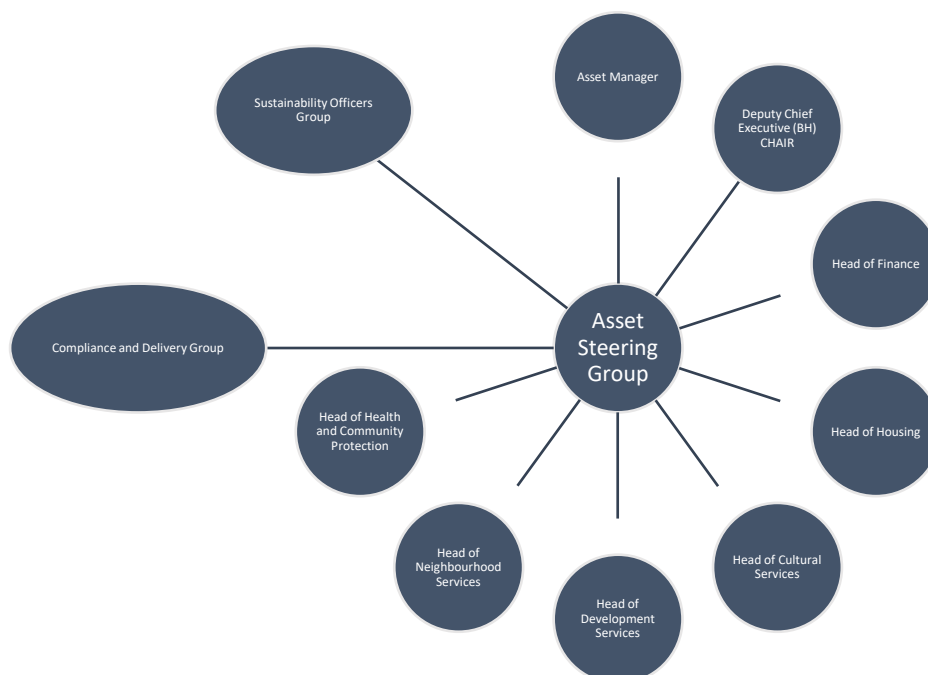 Asset Manager
Sustainability Officers
Group
Deputy Chief
Executive (BH)
CHAIR
Head of Finance
Asset
Steering
Group
Compliance and Delivery Group
Head of Health
and Community
Protection
Head of Housing
Head of
Neighbourhood
Services
Head of Cultural
Services
Head of
Development
Services